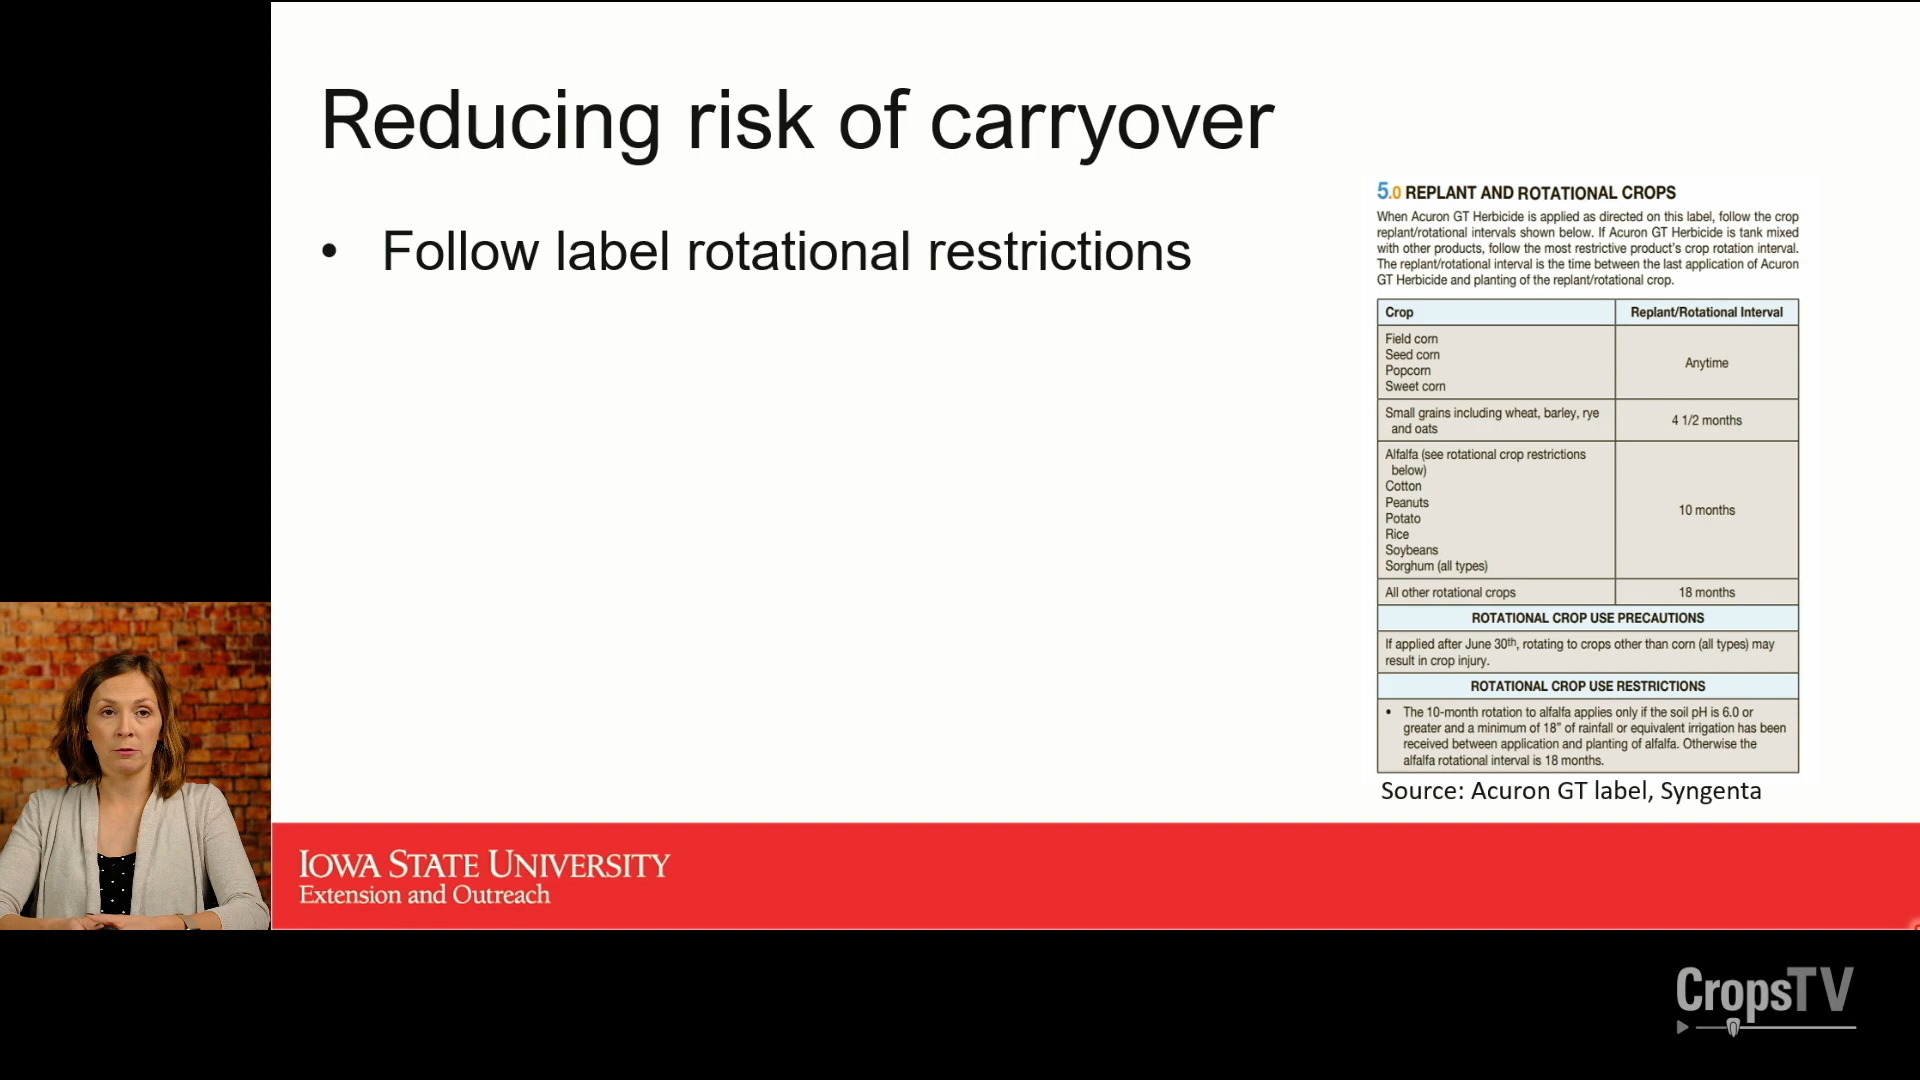 Reducing risk of carryover
• Follow label rotational restrictions
5.0 REPLANT AND ROTATIONAL CROPS
When Acuron GT Herbicide is applied as directed on this label, follow the crop
replant/rotational intervals shown below. If Acuron GT Herbicide is tank mixed
with other products, follow the most restrictive product's crop rotation interval.
The replant/rotational interval is the time between the last application of Acuron
GT Herbicide and planting of the replant/rotational crop.
Crop Replant/Rotational Interval
Field corn
Seed corn
Popcorn
Sweet corn
Anytime
Small grains including wheat, barley, rye
and oats
4 1/2 months
Alfalfa (see rotational crop restrictions
below)
Cotton
Peanuts
Potato
Rice
Soybeans
Sorghum (all types)
10 months
All other rotational crops 18 months
ROTATIONAL CROP USE PRECAUTIONS
If applied after June 30th, rotating to crops other than corn (all types) may
result in crop injury.
ROTATIONAL CROP USE RESTRICTIONS
• The 10-month rotation to alfalfa applies only if the soil pH is 6.0 or
greater and a minimum of 18" of rainfall or equivalent irrigation has been
received between application and planting of alfalfa. Otherwise the
alfalfa rotational interval is 18 months.
Source: Acuron GT label, Syngenta
IOWA STATE UNIVERSITY
Extension and Outreach
CropsTV